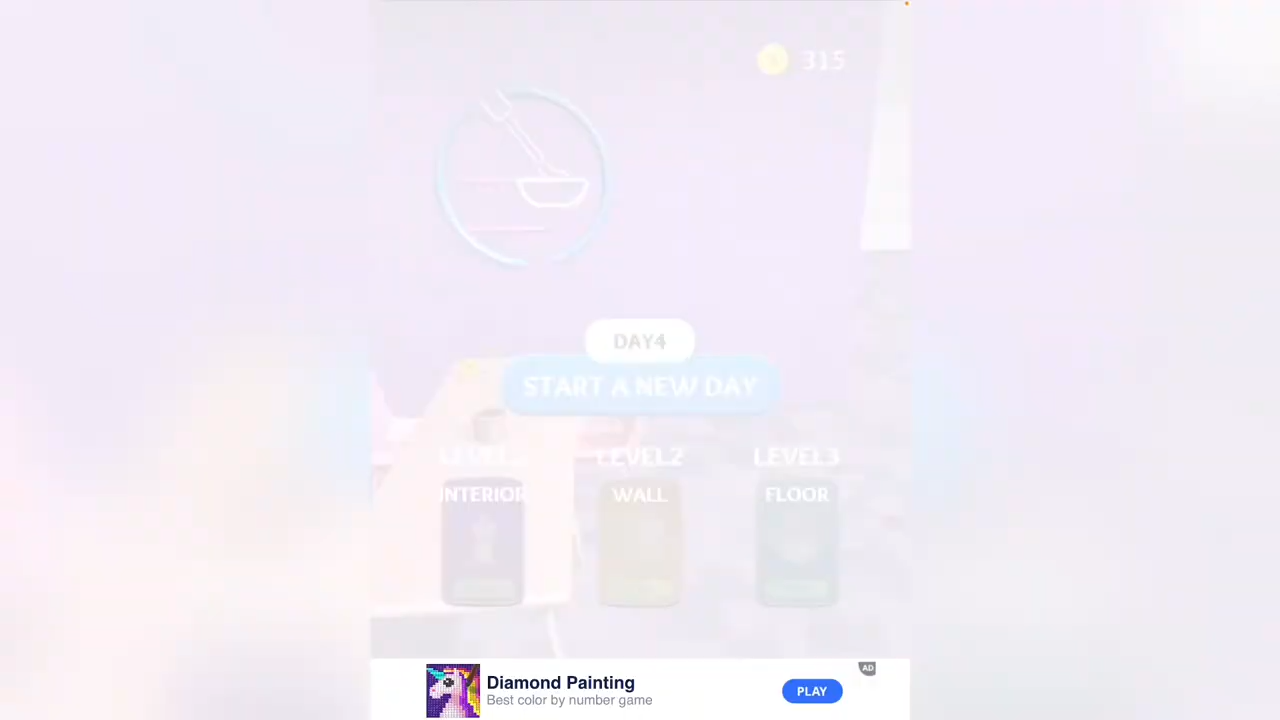 315
DAY4
START A NEW DAY
LEVEL2 LEVEL3
INTERIOR WALL FLOOR
Diamond Painting
Best color by number game
PLAY
AD